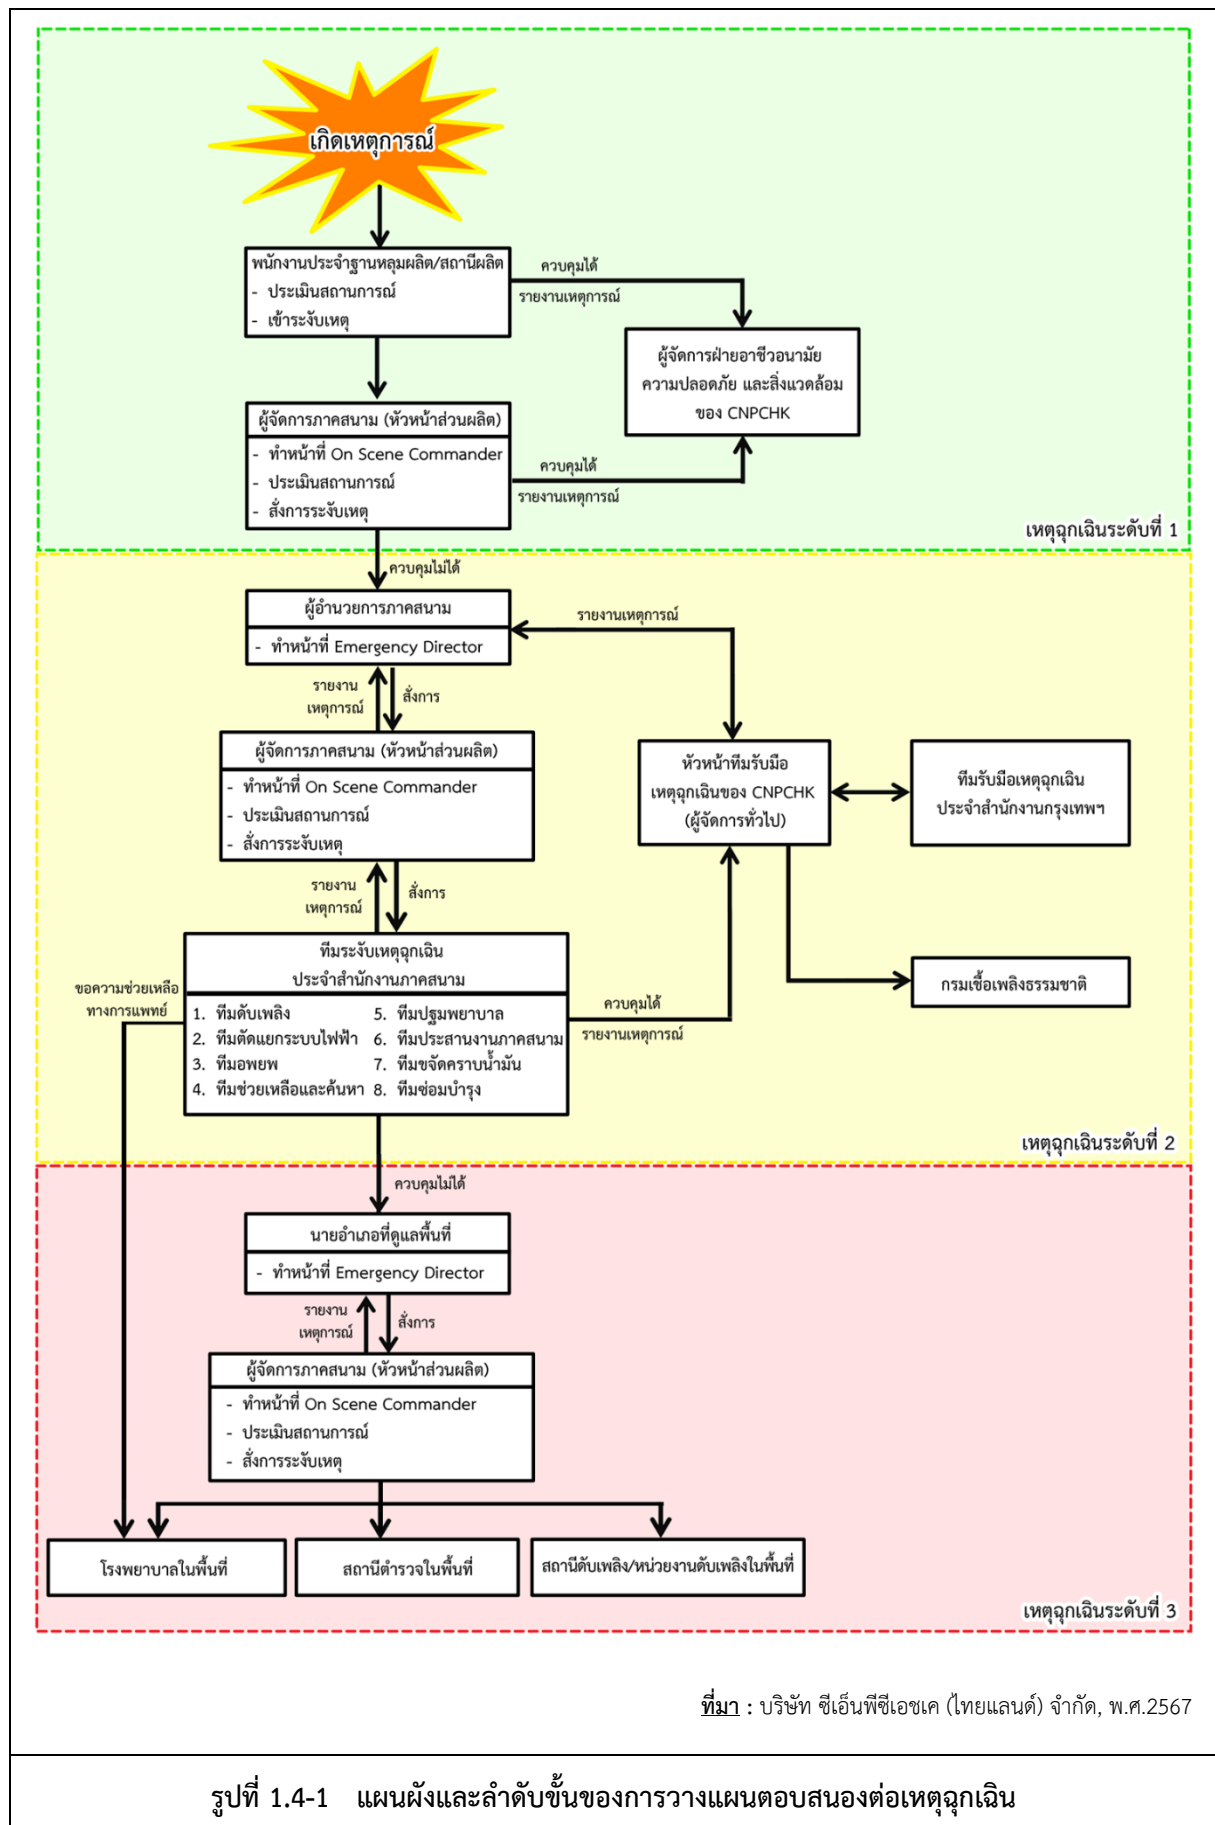 เกิดเหตุการณ์
พนักงานประจำฐานหลุมผลิต/สถานีผลิต
- ประเมินสถานการณ์
- เข้าระงับเหตุ
ควบคุมได้
รายงานเหตุการณ์
ผู้จัดการฝ่ายอาชีวอนามัย
ความปลอดภัย และสิ่งแวดล้อม
ของ CNPCHK
ผู้จัดการภาคสนาม (หัวหน้าส่วนผลิต)
- ทำหน้าที่ On Scene Commander
- ประเมินสถานการณ์
- สั่งการระงับเหตุ
ควบคุมได้
รายงานเหตุการณ์
เหตุฉุกเฉินระดับที่ 1
ควบคุมไม่ได้
ผู้อำนวยการภาคสนาม
- ทำหน้าที่ Emergency Director
รายงานเหตุการณ์
รายงาน
เหตุการณ์
สั่งการ
ผู้จัดการภาคสนาม (หัวหน้าส่วนผลิต)
- ทำหน้าที่ On Scene Commander
- ประเมินสถานการณ์
- สั่งการระงับเหตุ
หัวหน้าทีมรับมือ
เหตุฉุกเฉินของ CNPCHK
(ผู้จัดการทั่วไป)
ทีมรับมือเหตุฉุกเฉิน
ประจำสำนักงานกรุงเทพฯ
รายงาน
เหตุการณ์
สั่งการ
ทีมระงับเหตุฉุกเฉิน
ประจำสำนักงานภาคสนาม
1. ทีมดับเพลิง
2. ทีมตัดแยกระบบไฟฟ้า
3. ทีมอพยพ
4. ทีมช่วยเหลือและค้นหา
5. ทีมปฐมพยาบาล
6. ทีมประสานงานภาคสนาม
7. ทีมขจัดคราบน้ำมัน
8. ทีมซ่อมบำรุง
ขอความช่วยเหลือ
ทางการแพทย์
ควบคุมได้
รายงานเหตุการณ์
กรมเชื้อเพลิงธรรมชาติ
เหตุฉุกเฉินระดับที่ 2
ควบคุมไม่ได้
นายอำเภอที่ดูแลพื้นที่
- ทำหน้าที่ Emergency Director
รายงาน
เหตุการณ์
สั่งการ
ผู้จัดการภาคสนาม (หัวหน้าส่วนผลิต)
- ทำหน้าที่ On Scene Commander
- ประเมินสถานการณ์
- สั่งการระงับเหตุ
โรงพยาบาลในพื้นที่
สถานีตำรวจในพื้นที่
สถานีดับเพลิง/หน่วยงานดับเพลิงในพื้นที่
เหตุฉุกเฉินระดับที่ 3
ที่มา : บริษัท ซีเอ็นพีซีเอชเค (ไทยแลนด์) จำกัด, พ.ศ.2567
รูปที่ 1.4-1 แผนผังและลำดับขั้นของการวางแผนตอบสนองต่อเหตุฉุกเฉิน